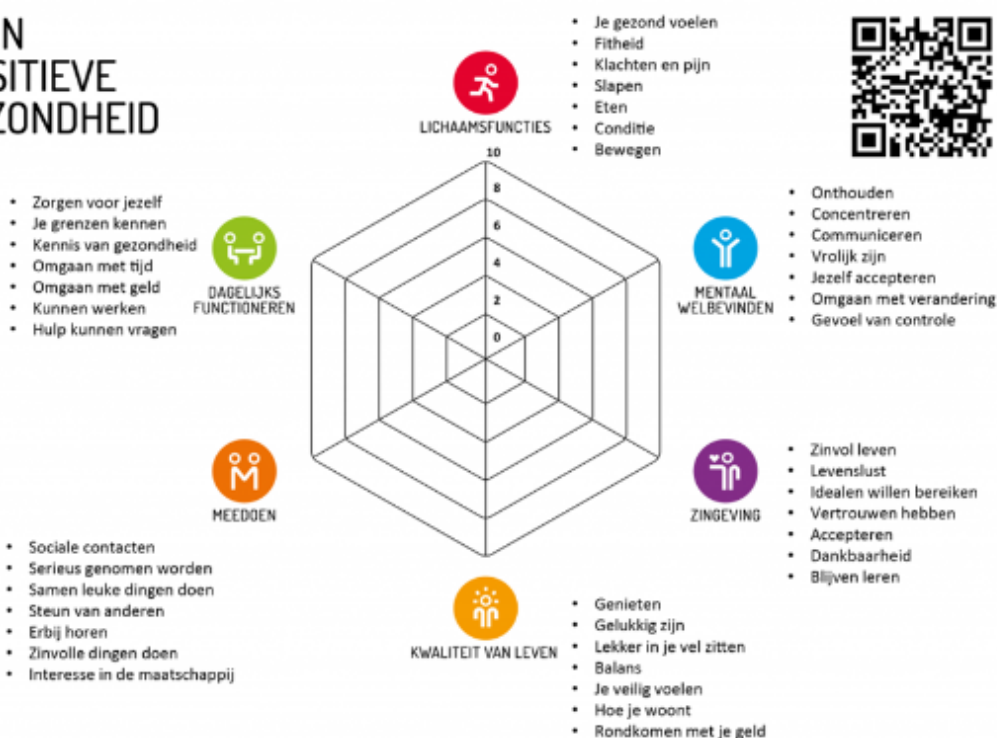 N
SITIEVE
ZONDHEID
LICHAAMSFUNCTIES
• Je gezond voelen
• Fitheid
• Klachten en pijn
• Slapen
• Eten
• Conditie
• Bewegen
10
8
6
4
2
0
• Zorgen voor jezelf
• Je grenzen kennen
• Kennis van gezondheid
• Omgaan met tijd
• Omgaan met geld
• Kunnen werken
• Hulp kunnen vragen
DAGELIJKS
FUNCTIONEREN
MENTAAL
WELBEVINDEN
• Onthouden
• Concentreren
• Communiceren
• Vrolijk zijn
• Jezelf accepteren
• Omgaan met verandering
• Gevoel van controle
MEEDOEN
• Sociale contacten
• Serieus genomen worden
• Samen leuke dingen doen
• Steun van anderen
• Erbij horen
• Zinvolle dingen doen
• Interesse in de maatschappij
ZINGEVING
• Zinvol leven
• Levenslust
• Idealen willen bereiken
• Vertrouwen hebben
• Accepteren
• Dankbaarheid
• Blijven leren
KWALITEIT VAN LEVEN
• Genieten
• Gelukkig zijn
• Lekker in je vel zitten
• Balans
• Je veilig voelen
• Hoe je woont
• Rondkomen met je geld